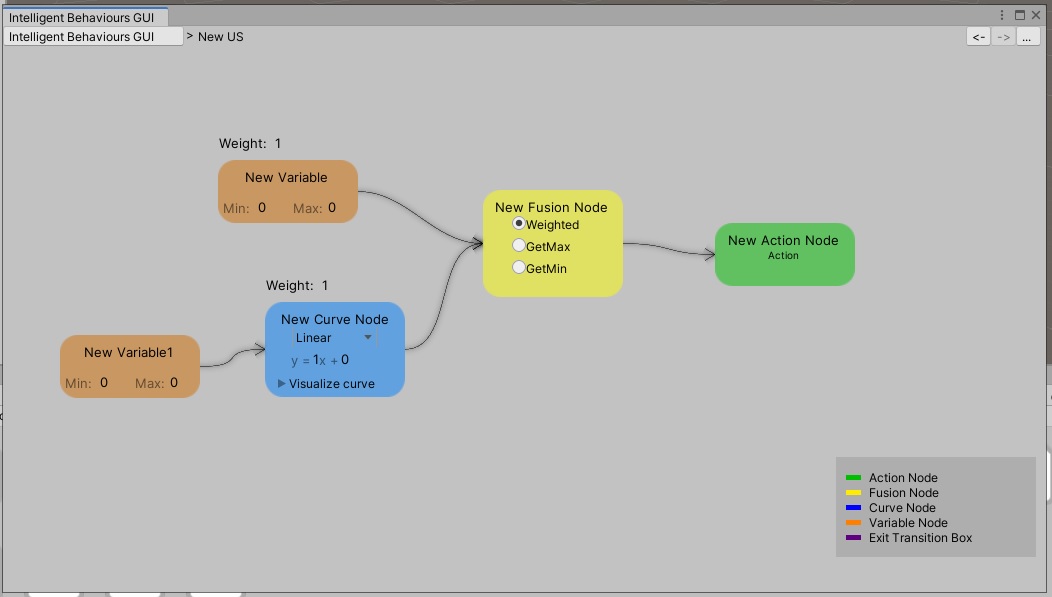 Intelligent Behaviours GUI
Intelligent Behaviours GUI > New US <- -> ...
Weight: 1
New Variable
Min: 0 Max: 0
New Fusion Node
Weighted
GetMax
GetMin
New Action Node
Action
Weight: 1
New Curve Node
Linear
y = 1x + 0
Visualize curve
New Variable1
Min: 0 Max: 0
Action Node
Fusion Node
Curve Node
Variable Node
Exit Transition Box